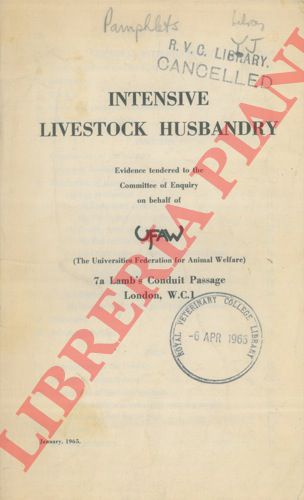 Pamphlets
Library
R. V. C. LIBRARY.
CANCELLED
INTENSIVE
LIVESTOCK HUSBANDRY
Evidence tendered to the
Committee of Enquiry
on behalf of
UFAW
(The Universities Federation for Animal Welfare)
7a Lamb's Conduit Passage
London, W.C.1
ROYAL VETERINARY COLLEGE LIBRARY
-6 APR 1965
January, 1965.
LIBRERIA PIANI